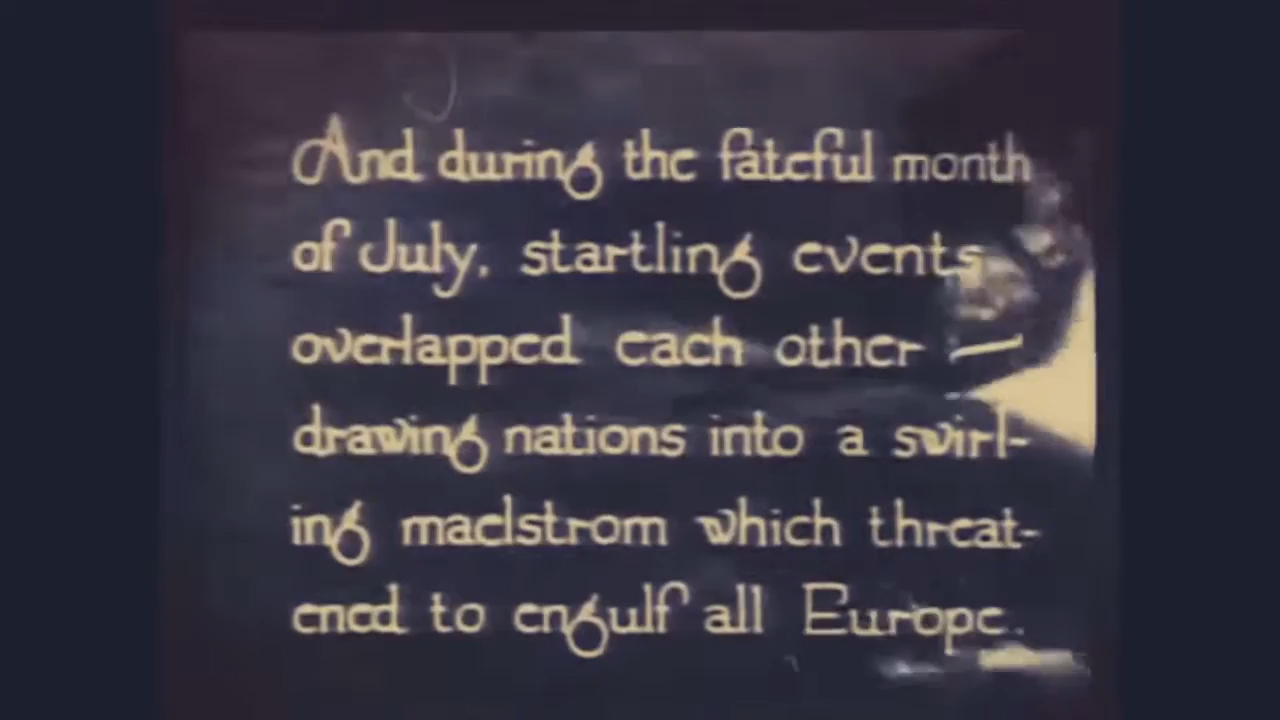 And during the fateful month
of July, startling events
overlapped each other —
drawing nations into a swirl-
ing maelstrom which threat-
ened to engulf all Europe.